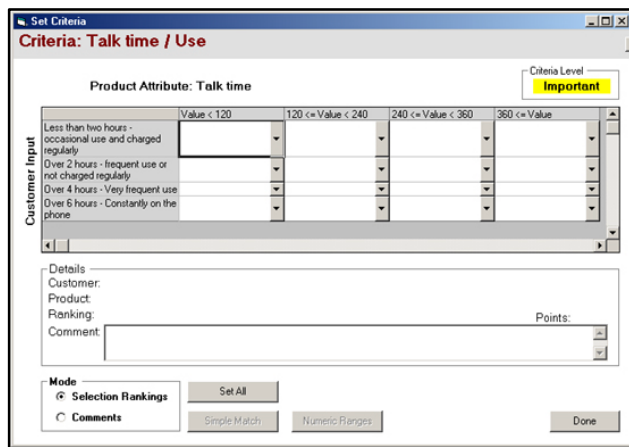 Set Criteria
Criteria: Talk time / Use
Product Attribute: Talk time
Criteria Level
Important
Value < 120
120 <= Value < 240
240 <= Value < 360
360 <= Value
Customer Input
Less than two hours -
occasional use and charged
regularly
Over 2 hours - frequent use or
not charged regularly
Over 4 hours - Very frequent use
Over 6 hours - Constantly on the
phone
Details
Customer:
Product:
Ranking:
Points:
Comment:
Mode
Selection Rankings
Comments
Set All
Simple Match
Numeric Ranges
Done